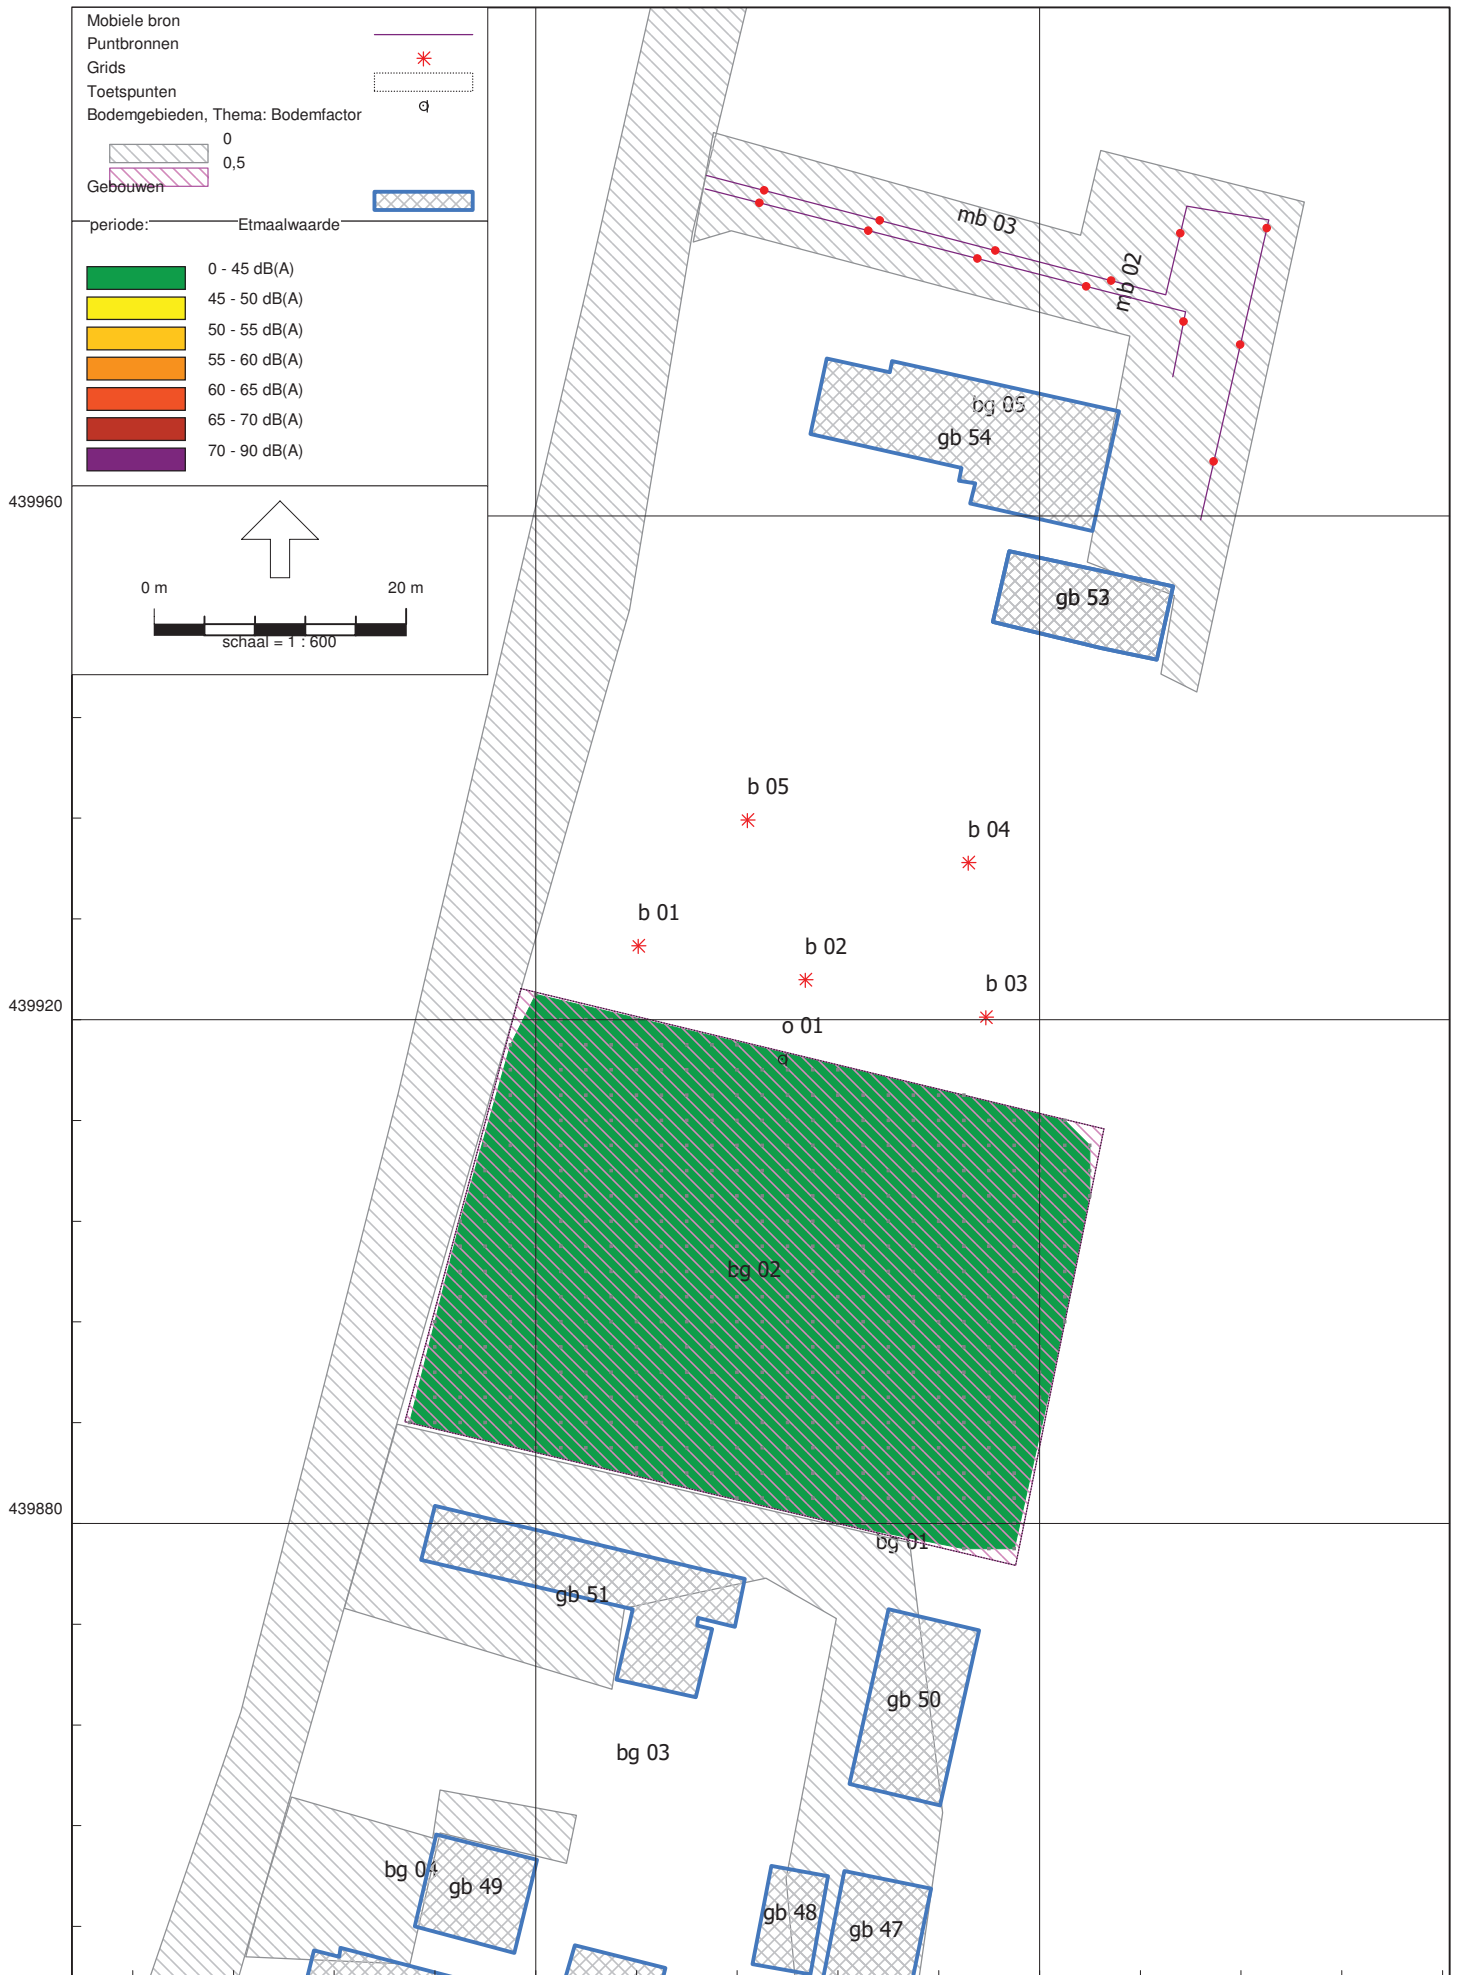 Mobiele bron
Puntbronnen
Grids
Toetspunten
Bodemgebieden, Thema: Bodemfactor
0
0,5
Gebouwen
periode: Etmaalwaarde
0 - 45 dB(A)
45 - 50 dB(A)
50 - 55 dB(A)
55 - 60 dB(A)
60 - 65 dB(A)
65 - 70 dB(A)
70 - 90 dB(A)
0 m 20 m
schaal = 1 : 600
mb 03
mb 02
bg 05
gb 54
439960
gb 53
b 05
b 04
b 01
b 02
b 03
439920
o 01
bg 02
439880
bg 01
gb 51
gb 50
bg 03
bg 04
gb 49
gb 48
gb 47